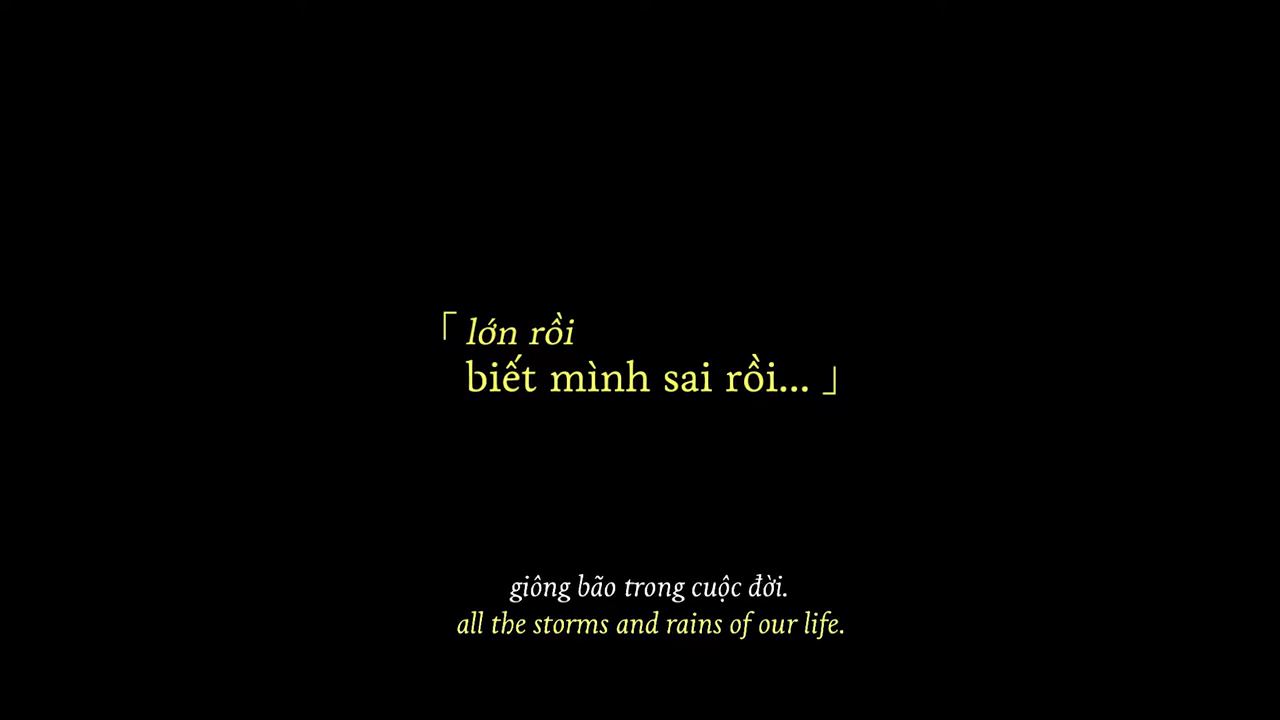 「 lớn rồi
biết mình sai rồi... 」
giông bão trong cuộc đời.
all the storms and rains of our life.